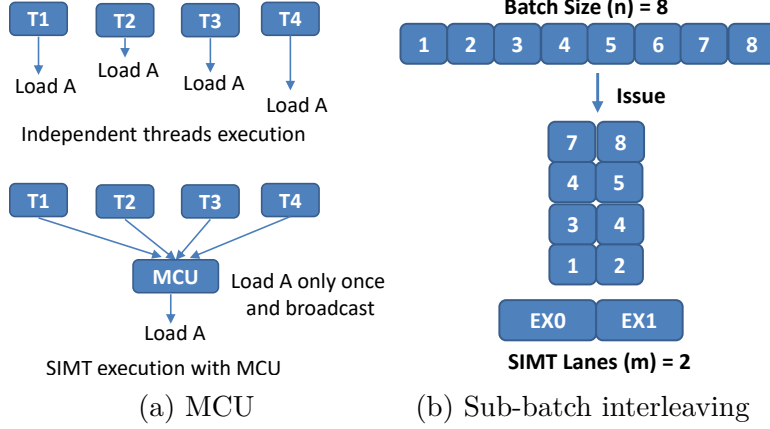 T1 T2 T3 T4
Load A Load A Load A Load A
Independent threads execution
T1 T2 T3 T4
MCU
Load A only once
and broadcast
Load A
SIMT execution with MCU
(a) MCU
Batch Size (n) = 8
1 2 3 4 5 6 7 8
Issue
7 8
4 5
3 4
1 2
EX0 EX1
SIMT Lanes (m) = 2
(b) Sub-batch interleaving